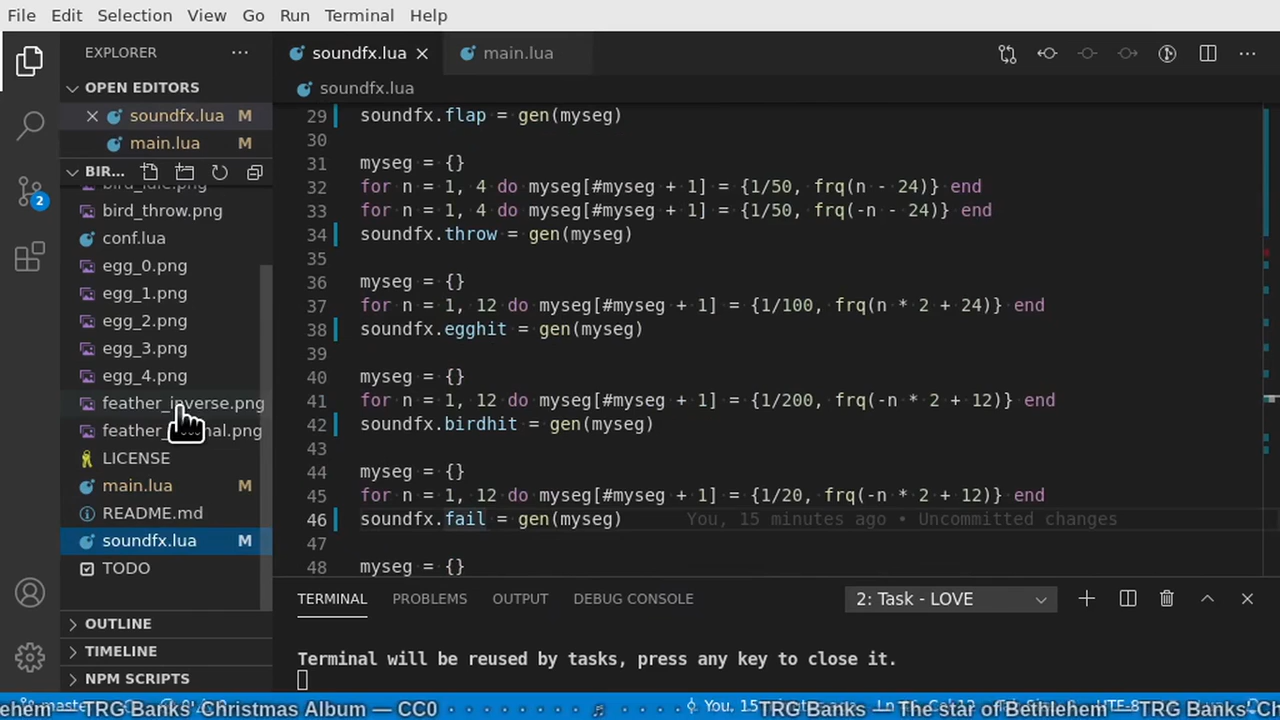 File Edit Selection View Go Run Terminal Help
EXPLORER ···
OPEN EDITORS
soundfx.lua M
main.lua M
BIR...
bird_idle.png
bird_throw.png
conf.lua
egg_0.png
egg_1.png
egg_2.png
egg_3.png
egg_4.png
feather_inverse.png
LICENSE
main.lua M
README.md
soundfx.lua M
TODO
OUTLINE
TIMELINE
NPM SCRIPTS
2
soundfx.lua main.lua
soundfx.lua
29 soundfx.flap = gen(myseg)
30
31 myseg = {}
32 for n = 1, 4 do myseg[#myseg + 1] = {1/50, frq(n - 24)} end
33 for n = 1, 4 do myseg[#myseg + 1] = {1/50, frq(-n - 24)} end
34 soundfx.throw = gen(myseg)
35
36 myseg = {}
37 for n = 1, 12 do myseg[#myseg + 1] = {1/100, frq(n * 2 + 24)} end
38 soundfx.egghit = gen(myseg)
39
40 myseg = {}
41 for n = 1, 12 do myseg[#myseg + 1] = {1/200, frq(-n * 2 + 12)} end
42 soundfx.birdhit = gen(myseg)
43
44 myseg = {}
45 for n = 1, 12 do myseg[#myseg + 1] = {1/20, frq(-n * 2 + 12)} end
46 soundfx.fail = gen(myseg) You, 15 minutes ago • Uncommitted changes
47
48 myseg = {}
TERMINAL PROBLEMS OUTPUT DEBUG CONSOLE 2: Task - LOVE
Terminal will be reused by tasks, press any key to close it.
ehem — TRG Banks' Christmas Album — CC0 TRG Banks — The star of Bethlehem — TRG Banks' Ch